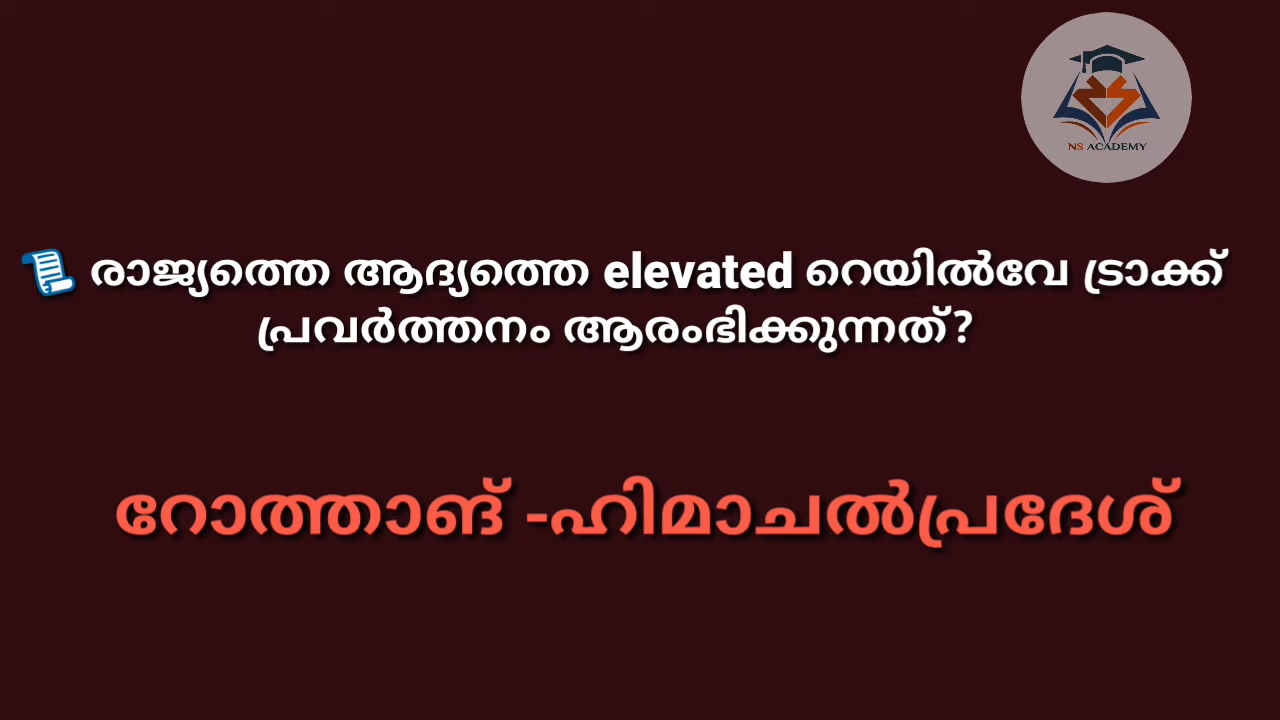 NS ACADEMY
📜 രാജ്യത്തെ ആദ്യത്തെ elevated റെയിൽവേ ട്രാക്ക്
പ്രവർത്തനം ആരംഭിക്കുന്നത്?
റോത്താങ് -ഹിമാചൽപ്രദേശ്